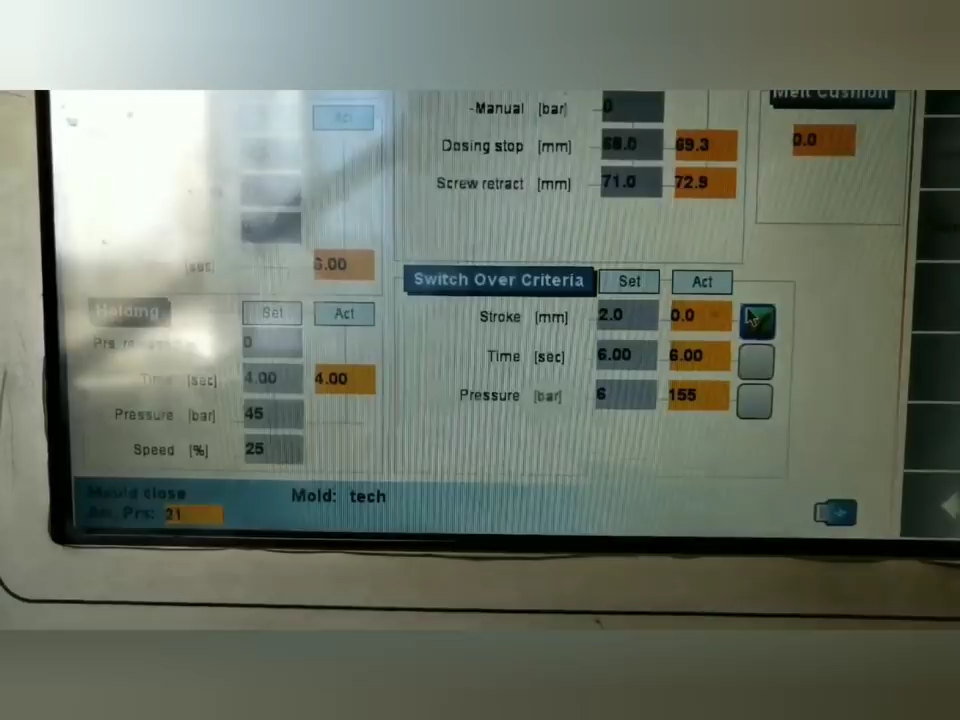 Act
-Manual [bar] 0
Melt Cushion
0.0
Dosing stop [mm] 68.0 69.3
Screw retract [mm] 71.0 72.9
[sec] 6.00
Switch Over Criteria Set Act
Stroke [mm] 2.0 0.0
Time [sec] 6.00 6.00
Pressure [bar] 6 155
Holding Set Act
0
Time [sec] 4.00 4.00
Pressure [bar] 45
Speed [%] 25
Mould close
Mold: tech
Prs: 21